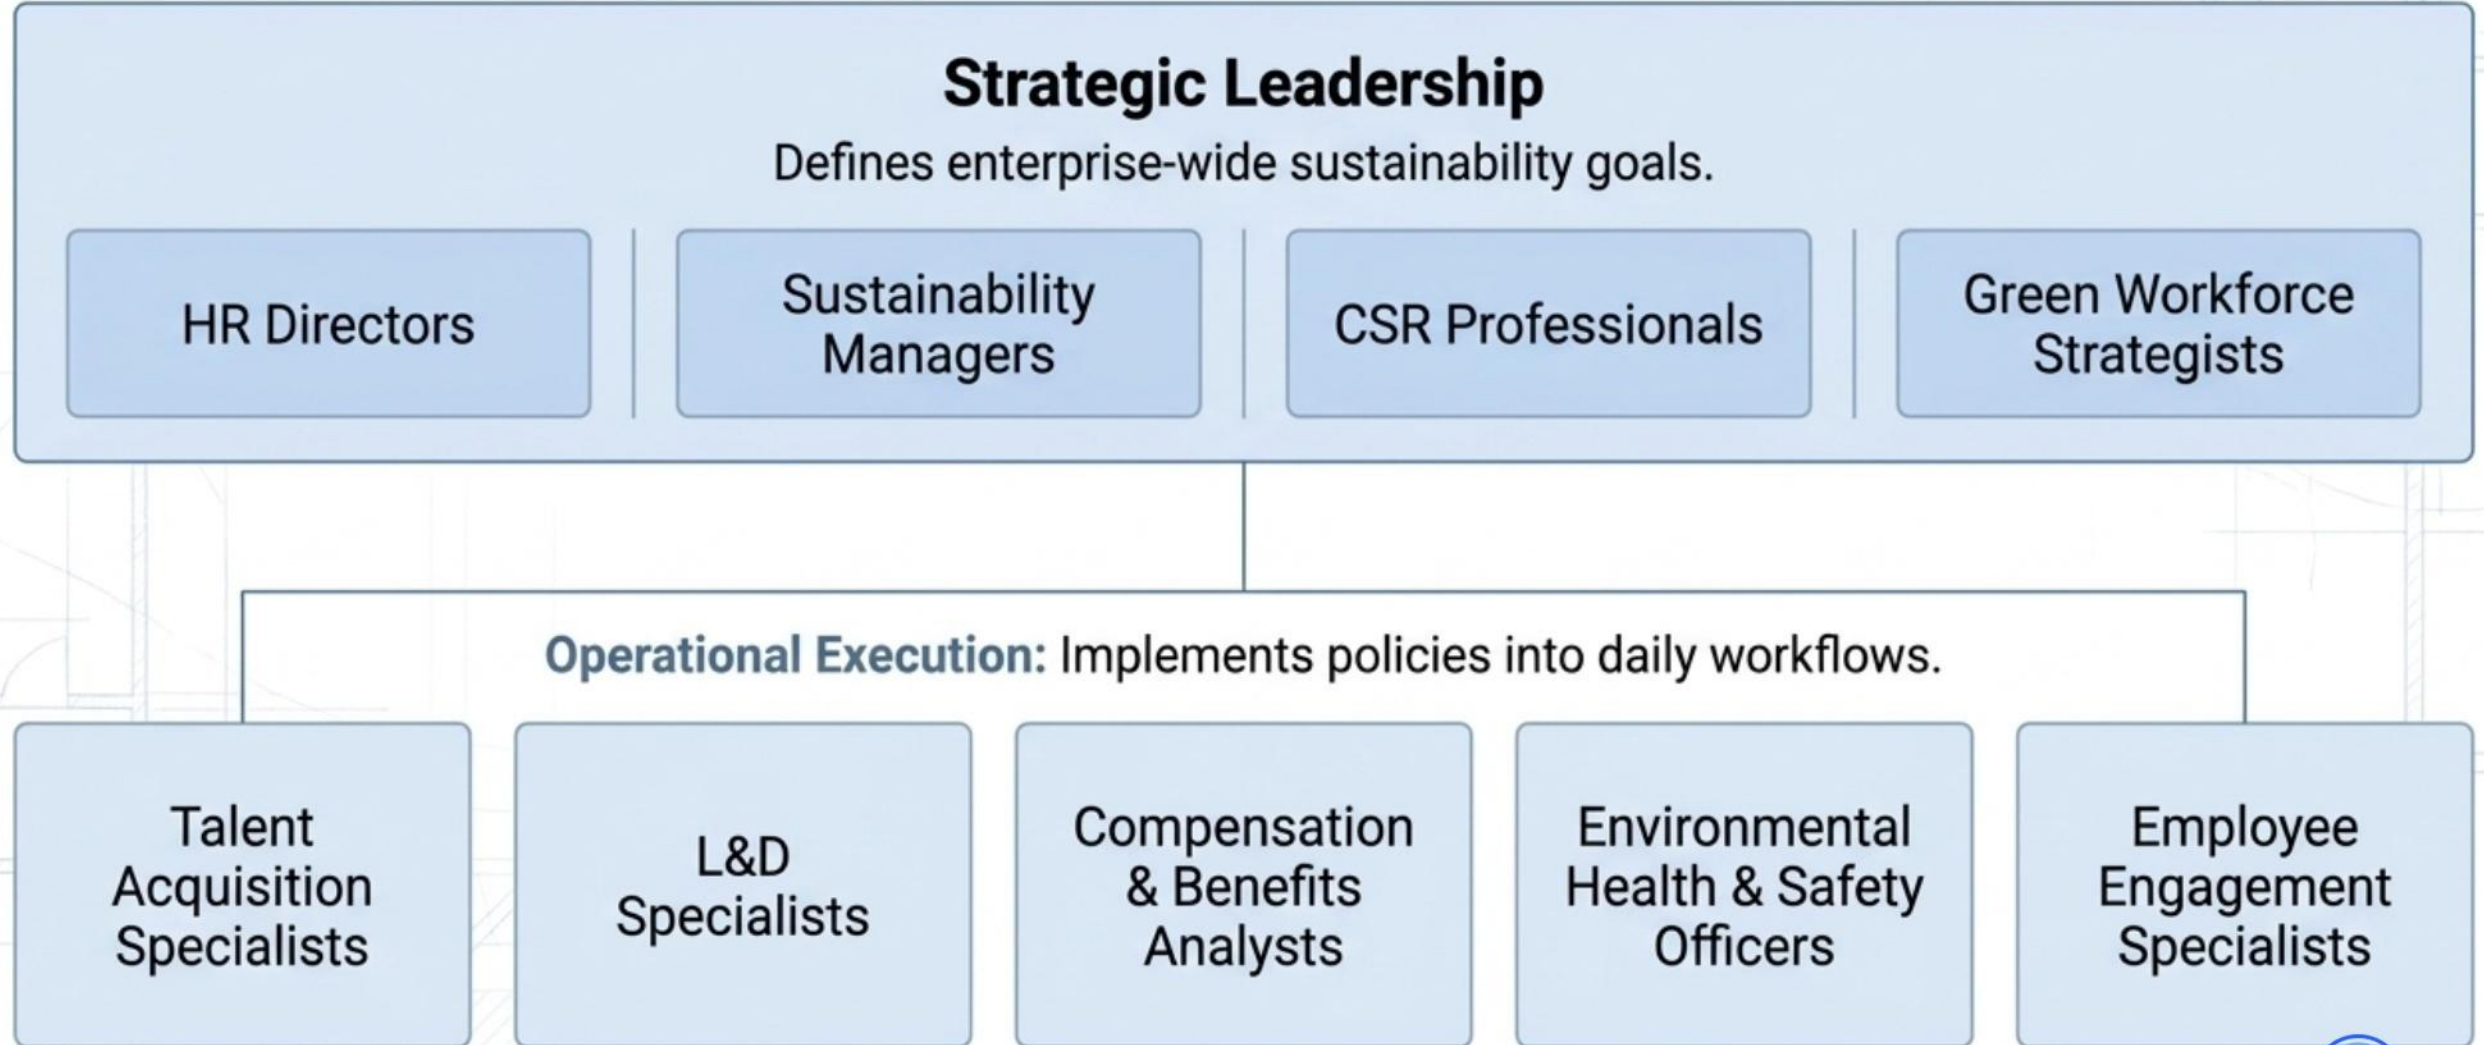 Strategic Leadership
Defines enterprise-wide sustainability goals.
HR Directors
Sustainability
Managers
CSR Professionals
Green Workforce
Strategists
Operational Execution: Implements policies into daily workflows.
Talent
Acquisition
Specialists
L&D
Specialists
Compensation
& Benefits
Analysts
Environmental
Health & Safety
Officers
Employee
Engagement
Specialists